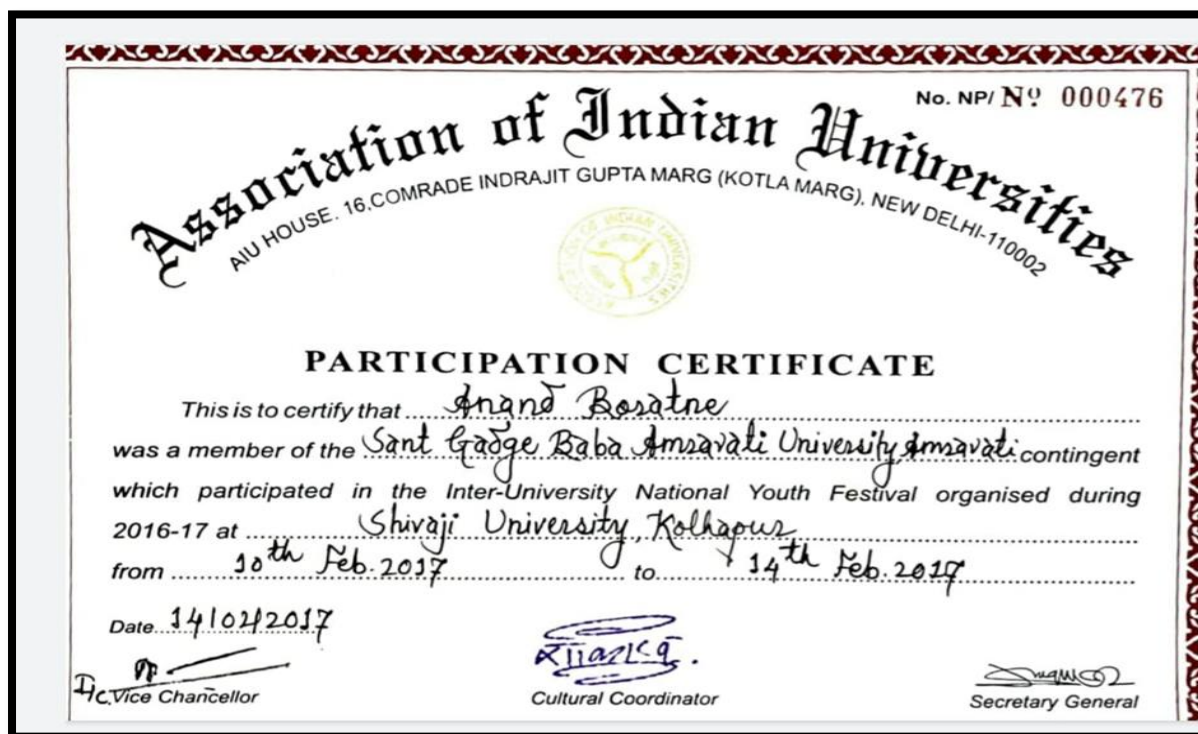 No. NP/ Nº 000476
Association of Indian Universities
AIU HOUSE. 16,COMRADE INDRAJIT GUPTA MARG (KOTLA MARG), NEW DELHI-110002
PARTICIPATION CERTIFICATE
This is to certify that Anand Bosatne
was a member of the Sant Gadge Baba Amravati University, Amravati contingent
which participated in the Inter-University National Youth Festival organised during
2016-17 at Shivaji University, Kolhapur
from 10th Feb. 2017 to 14th Feb. 2017
Date 14/02/2017
I/c. Vice Chancellor
Cultural Coordinator
Secretary General